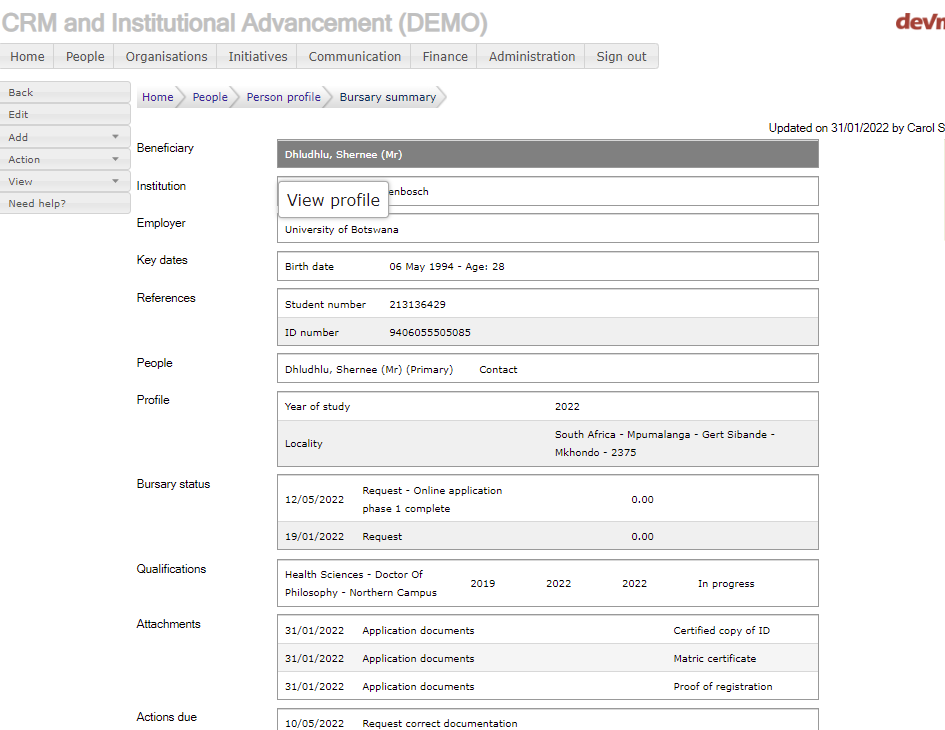 CRM and Institutional Advancement (DEMO)
Home People Organisations Initiatives Communication Finance Administration Sign out
Back
Edit
Add
Action
View
Need help?
Home People Person profile Bursary summary
Updated on 31/01/2022 by Carol S
Beneficiary Dhludhlu, Shernee (Mr)
Institution enbosch
View profile
Employer University of Botswana
Key dates Birth date 06 May 1994 - Age: 28
References Student number 213136429
ID number 9406055505085
People Dhludhlu, Shernee (Mr) (Primary) Contact
Profile Year of study 2022
Locality South Africa - Mpumalanga - Gert Sibande -
Mkhondo - 2375
Bursary status 12/05/2022 Request - Online application
phase 1 complete 0.00
19/01/2022 Request 0.00
Qualifications Health Sciences - Doctor Of
Philosophy - Northern Campus 2019 2022 2022 In progress
Attachments 31/01/2022 Application documents Certified copy of ID
31/01/2022 Application documents Matric certificate
31/01/2022 Application documents Proof of registration
Actions due 10/05/2022 Request correct documentation